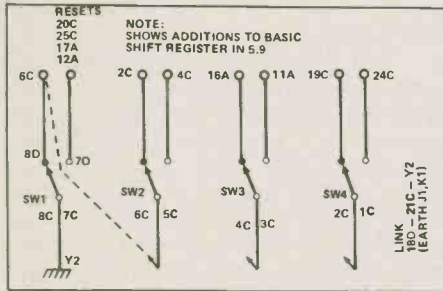 RESETS
20C
25C
17A
12A
NOTE:
SHOWS ADDITIONS TO BASIC
SHIFT REGISTER IN 5.9
6C
2C 4C 16A 11A 19C 24C
8D 7D
SW1 SW2 SW3 SW4
8C 7C 6C 5C 4C 3C 2C 1C
Y2
LINK
18D – 21C – Y2
(EARTH J1,K1)